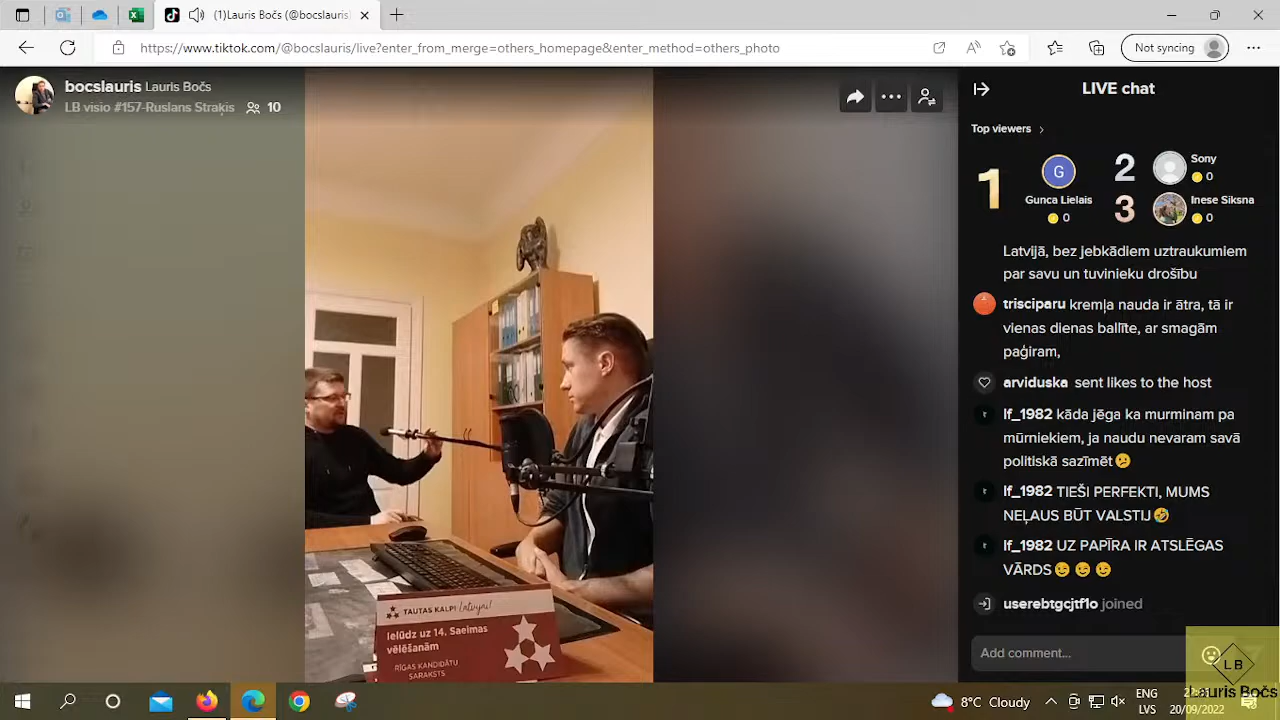 (1)Lauris Bočs (@bocslauris
https://www.tiktok.com/@bocslauris/live?enter_from_merge=others_homepage&enter_method=others_photo
Not syncing
bocslauris Lauris Bočs
LB visio #157-Ruslans Straķis 10
LIVE chat
Top viewers
1
G
Gunca Lielais
0
2
Sony
0
3
Inese Siksna
0
Latvijā, bez jebkādiem uztraukumiem
par savu un tuvinieku drošību
trisciparu kremļa nauda ir ātra, tā ir
vienas dienas ballīte, ar smagām
paģiram,
arviduska sent likes to the host
lf_1982 kāda jēga ka murminam pa
mūrniekiem, ja naudu nevaram savā
politiskā sazīmēt😕
lf_1982 TIEŠI PERFEKTI, MUMS
NEĻAUS BŪT VALSTIJ🤣
lf_1982 UZ PAPĪRA IR ATSLĒGAS
VĀRDS😉😉😉
userebtgcjtf1o joined
Add comment...
TAUTAS KALPI Latvijai!
Ielūdz uz 14. Saeimas
vēlēšanām
RĪGAS KANDIDĀTU
SARAKSTS
LB
Lauris Bočs
8°C Cloudy
ENG
LVS
20/09/2022